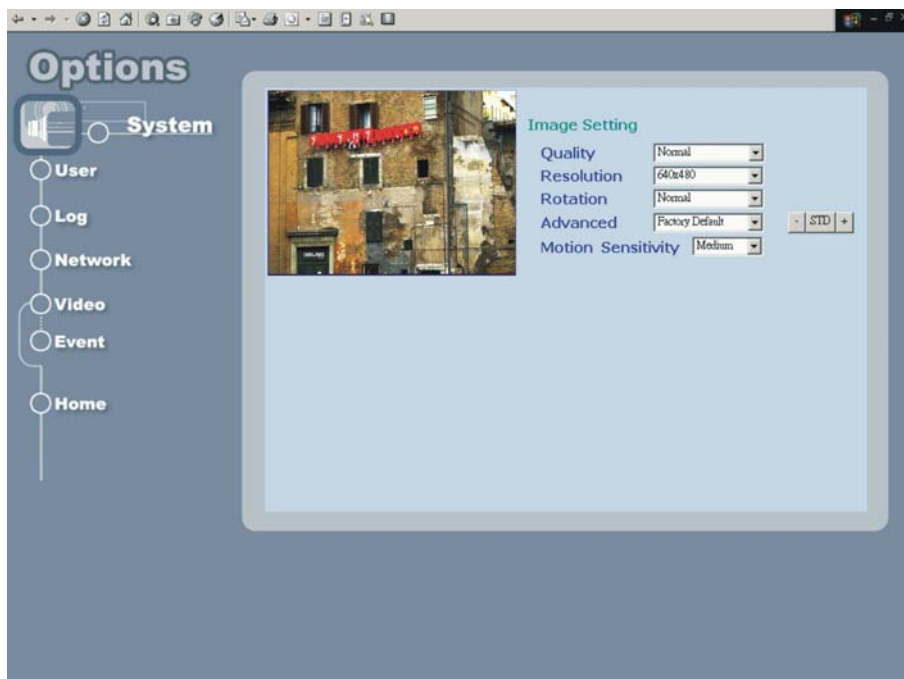 Options
System
User
Log
Network
Video
Event
Home
Image Setting
Quality Normal
Resolution 640x480
Rotation Normal
Advanced Factory Default - STD +
Motion Sensitivity Medium